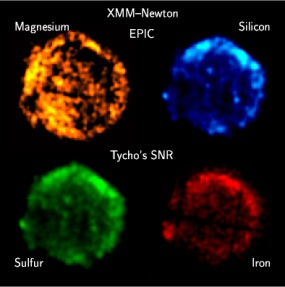 XMM–Newton
Magnesium
Silicon
EPIC
Tycho's SNR
Sulfur
Iron